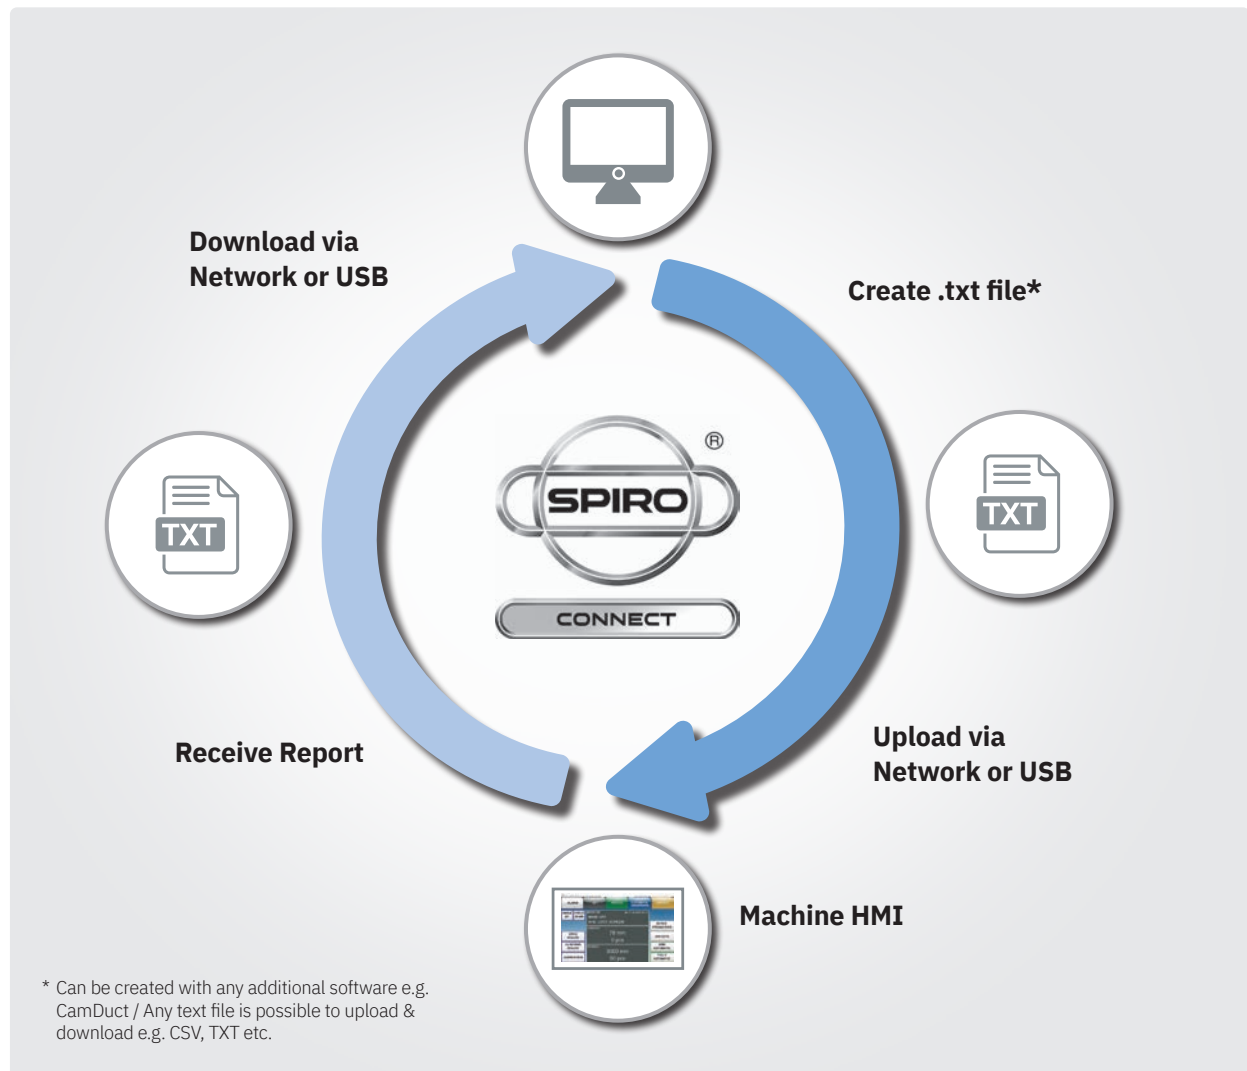 Download via
Network or USB
Create .txt file*
®
SPIRO
CONNECT
TXT
TXT
Receive Report
Upload via
Network or USB
Machine HMI
* Can be created with any additional software e.g.
CamDuct / Any text file is possible to upload &
download e.g. CSV, TXT etc.